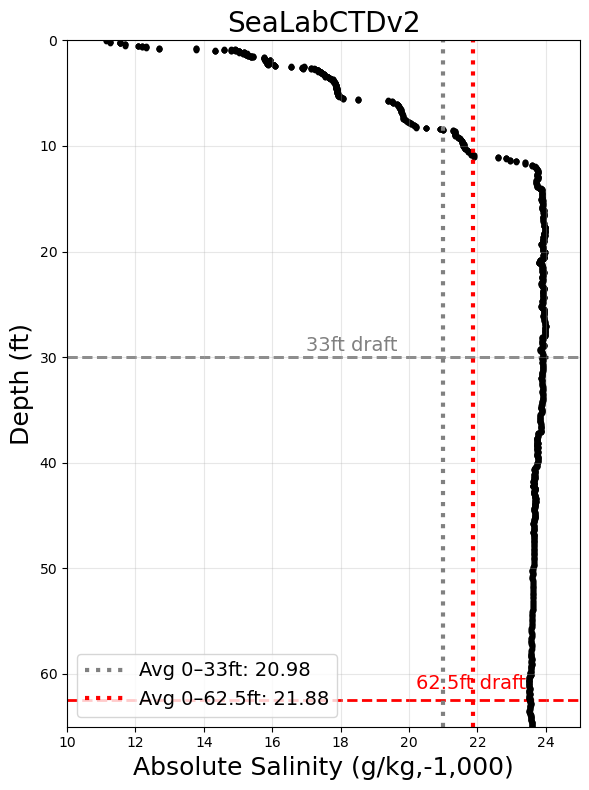 SeaLabCTDv2
0
10
20
30
40
50
60
Depth (ft)
33ft draft
62.5ft draft
Avg 0–33ft: 20.98
Avg 0–62.5ft: 21.88
10 12 14 16 18 20 22 24
Absolute Salinity (g/kg,-1,000)